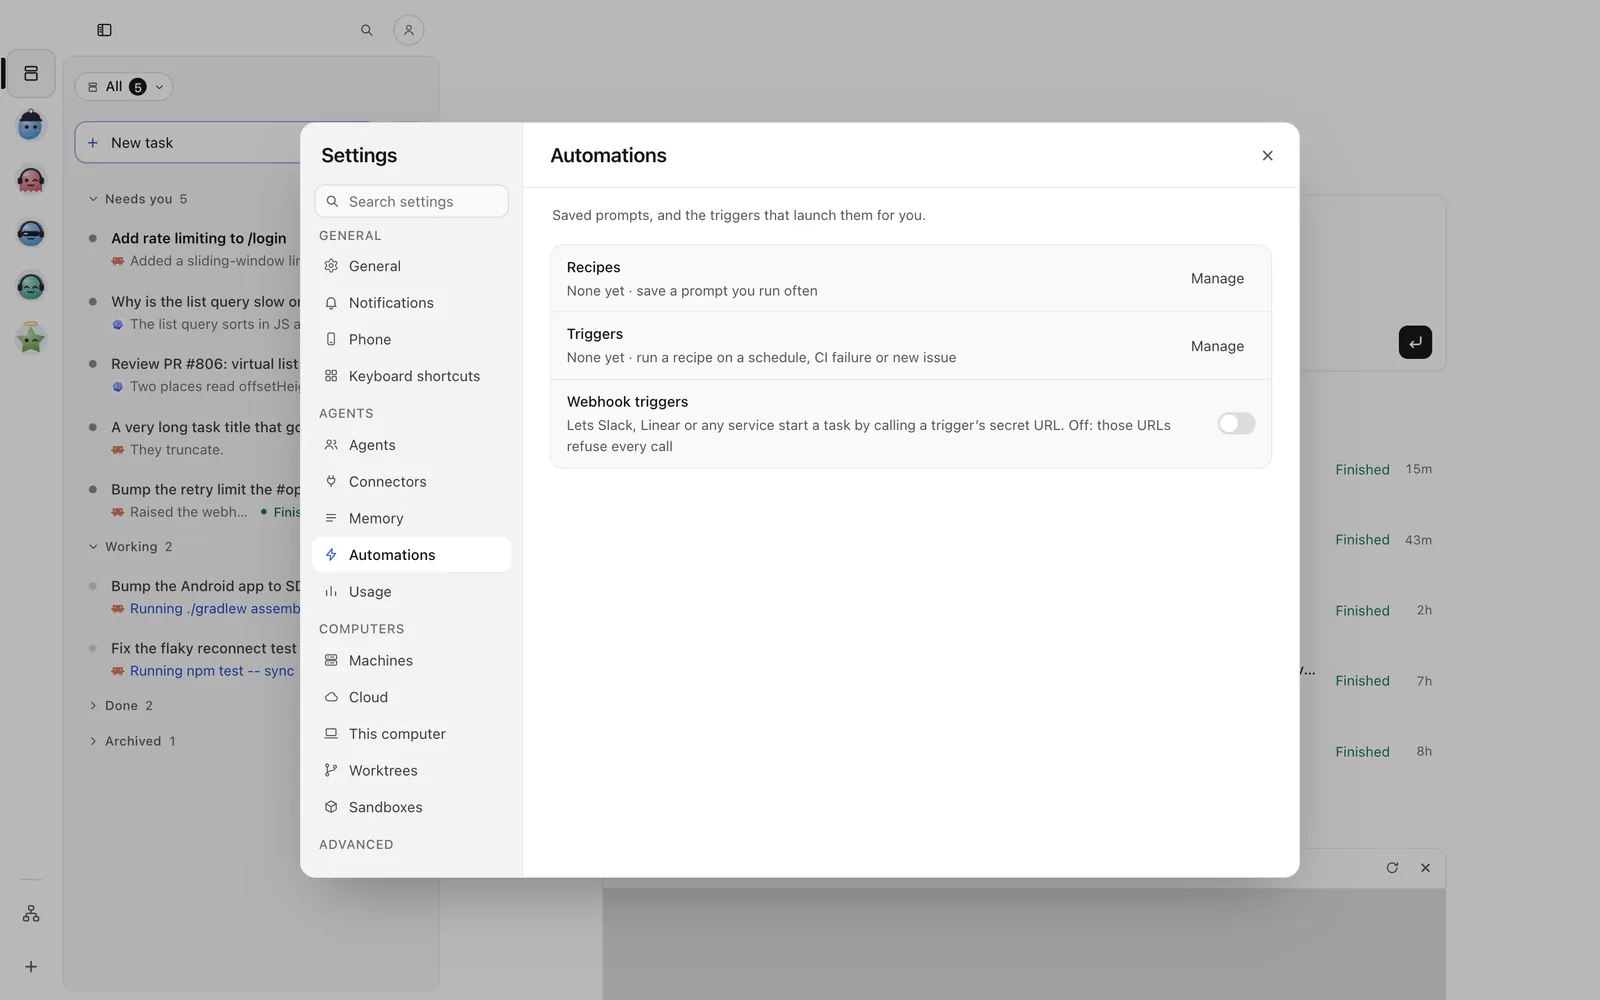 All 5
New task
Needs you 5
Add rate limiting to /login
Added a sliding-window
Why is the list query slow
The list query sorts in JS
Review PR #806: virtual list
Two places read
A very long task title that
They truncate.
Bump the retry limit the
Raised the webh...
Working 2
Bump the Android app to
Running ./gradlew
Fix the flaky reconnect test
Running npm test -- sync
Done 2
Archived 1
Settings
Search settings
GENERAL
General
Notifications
Phone
Keyboard shortcuts
AGENTS
Agents
Connectors
Memory
Automations
Usage
COMPUTERS
Machines
Cloud
This computer
Worktrees
Sandboxes
ADVANCED
Automations
Saved prompts, and the triggers that launch them for you.
Recipes
None yet · save a prompt you run often
Manage
Triggers
None yet · run a recipe on a schedule, CI failure or new issue
Manage
Webhook triggers
Lets Slack, Linear or any service start a task by calling a trigger’s secret URL. Off: those URLs
refuse every call
Finished 15m
Finished 43m
Finished 2h
Finished 7h
Finished 8h